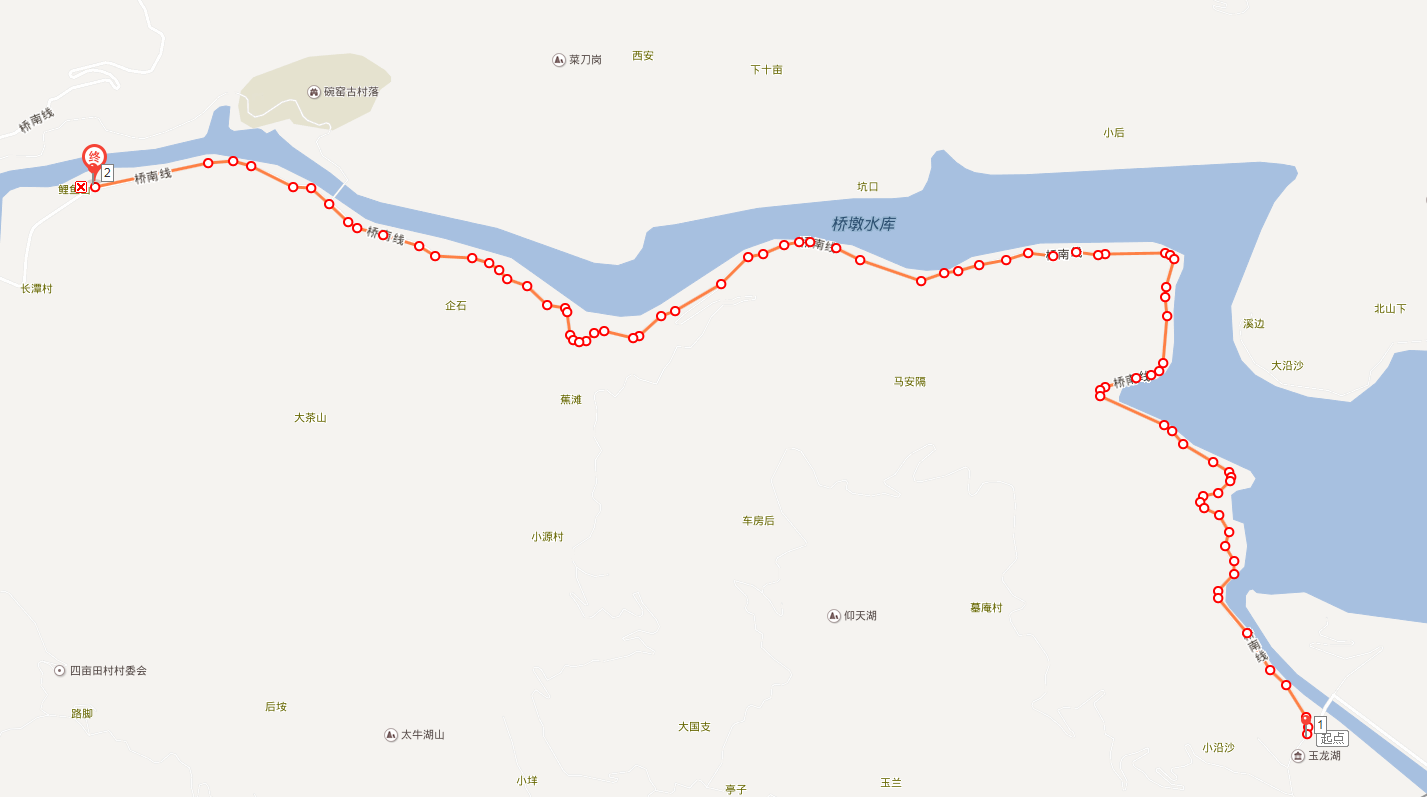 菜刀岗
西安
下十亩
碗窑古村落
桥南线
小后
终
2
桥南线
鲤鱼
坑口
桥墩水库
桥南线
南线
桥南
长潭村
企石
北山下
溪边
大沿沙
马安隔
桥南线
蕉滩
大茶山
车房后
小源村
墓庵村
仰天湖
南线
四亩田村村委会
后垵
路脚
1
大国支
太牛湖山
起点
小沿沙
玉龙湖
小垟
玉兰
亭子